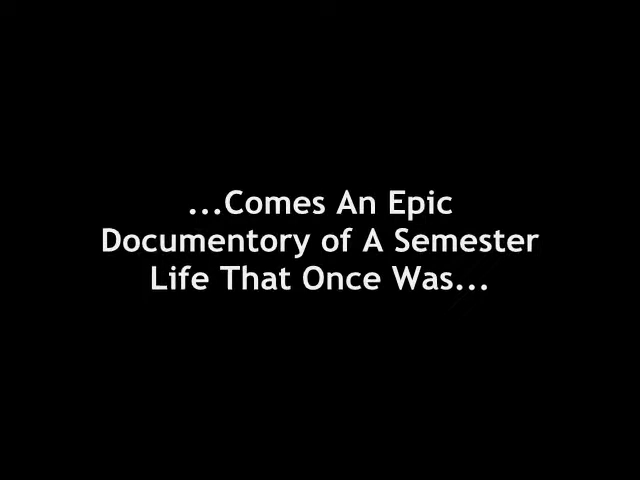 ...Comes An Epic
Documentory of A Semester
Life That Once Was...